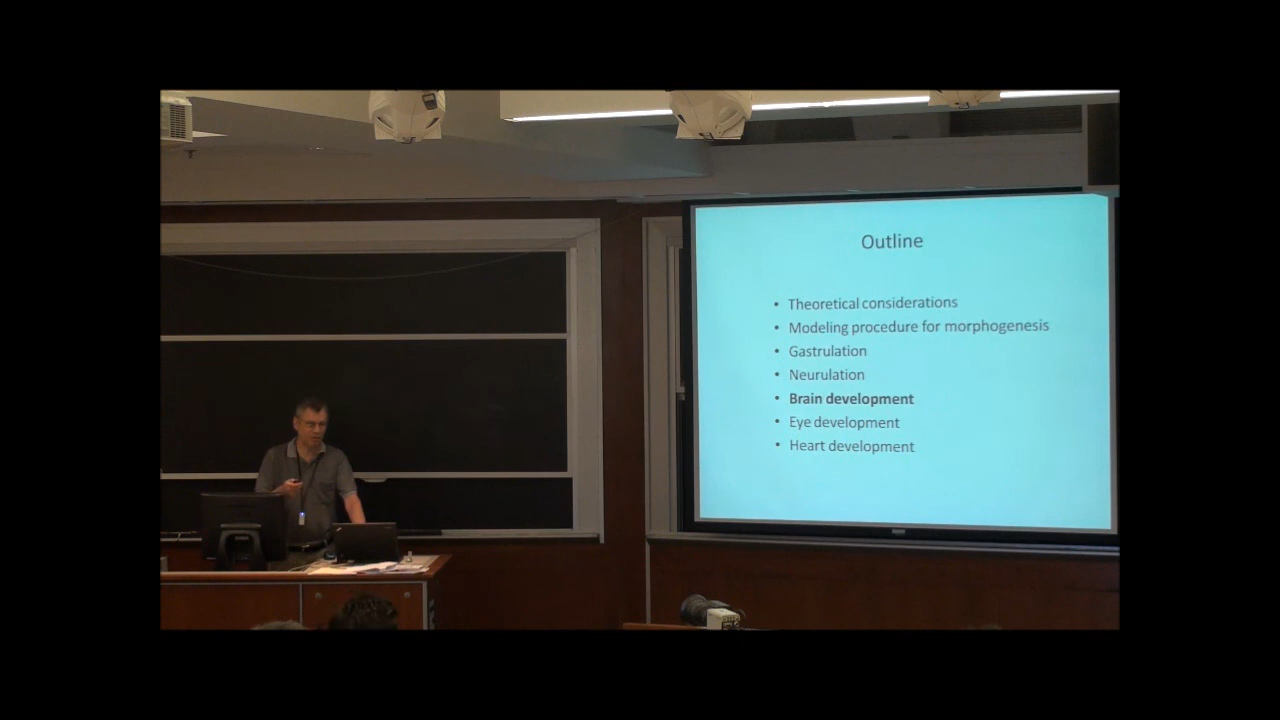 Outline
• Theoretical considerations
• Modeling procedure for morphogenesis
• Gastrulation
• Neurulation
• Brain development
• Eye development
• Heart development